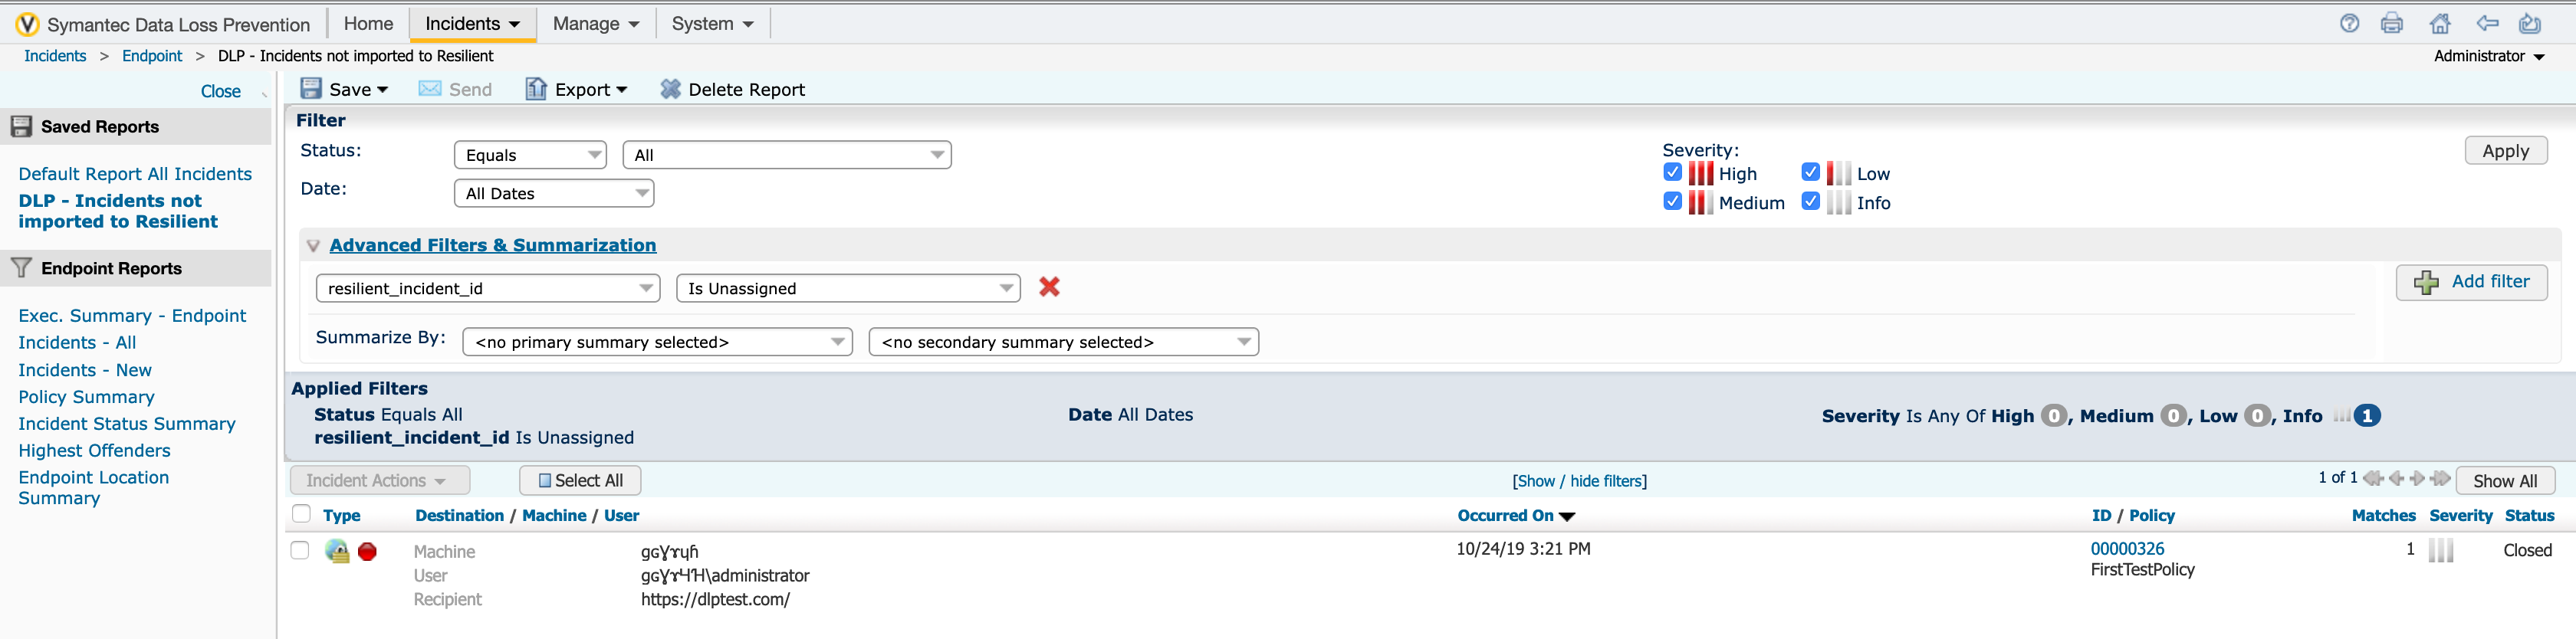 Symantec Data Loss Prevention Home Incidents Manage System
Incidents > Endpoint > DLP - Incidents not imported to Resilient Administrator
Close
Save Send Export Delete Report
Saved Reports
Default Report All Incidents
DLP - Incidents not
imported to Resilient
Endpoint Reports
Exec. Summary - Endpoint
Incidents - All
Incidents - New
Policy Summary
Incident Status Summary
Highest Offenders
Endpoint Location
Summary
Filter
Status: Equals All
Date: All Dates
Severity:
High Low
Medium Info
Apply
Advanced Filters & Summarization
resilient_incident_id Is Unassigned
Add filter
Summarize By: <no primary summary selected> <no secondary summary selected>
Applied Filters
Status Equals All Date All Dates Severity Is Any Of High 0, Medium 0, Low 0, Info 1
resilient_incident_id Is Unassigned
Incident Actions Select All [Show / hide filters] 1 of 1 Show All
Type Destination / Machine / User Occurred On ID / Policy Matches Severity Status
Machine 10/24/19 3:21 PM 00000326 1 Closed
User \administrator FirstTestPolicy
Recipient https://dlptest.com/